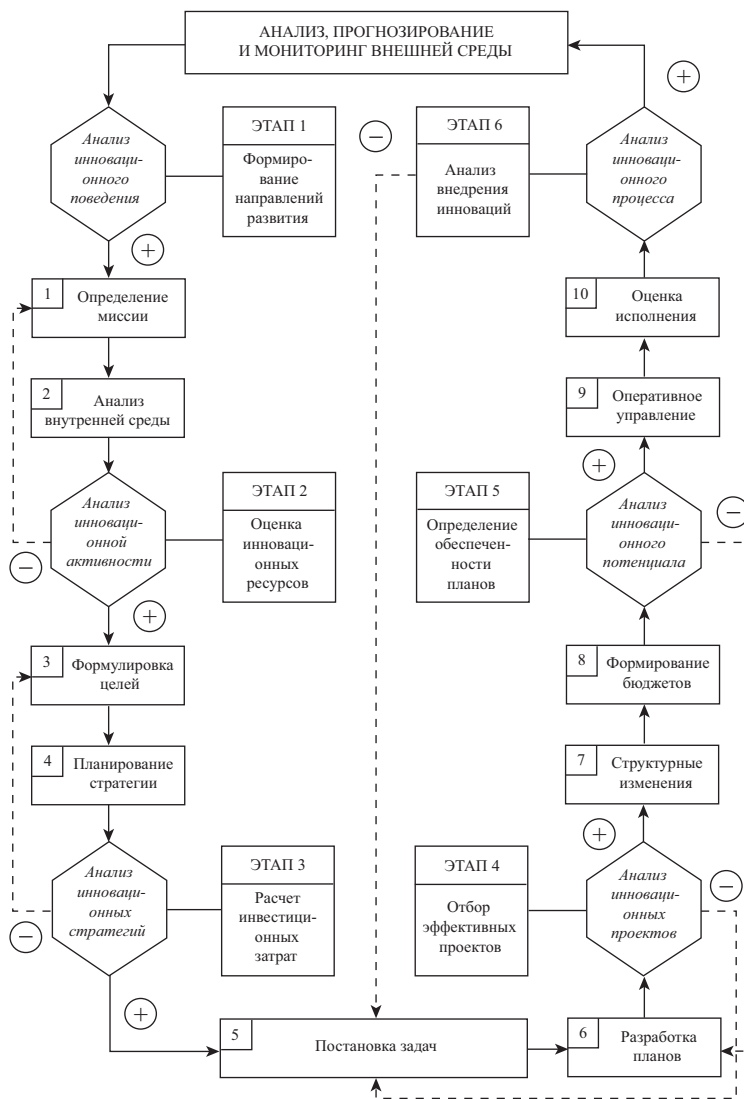 АНАЛИЗ, ПРОГНОЗИРОВАНИЕ
И МОНИТОРИНГ ВНЕШНЕЙ СРЕДЫ
Анализ
инноваци-
онного
поведения
ЭТАП 1
Формиро-
вание
направлений
развития
−
ЭТАП 6
Анализ
внедрения
инноваций
Анализ
инноваци-
онного
процесса
+
+
1
Определение
миссии
10
Оценка
исполнения
2
Анализ
внутренней среды
9
Оперативное
управление
Анализ
инноваци-
онной
активности
−
+
ЭТАП 2
Оценка
инноваци-
онных
ресурсов
ЭТАП 5
Определение
обеспечен-
ности
планов
+
Анализ
инноваци-
онного
потенциала
−
3
Формулировка
целей
8
Формирование
бюджетов
4
Планирование
стратегии
7
Структурные
изменения
Анализ
инноваци-
онных
стратегий
−
+
ЭТАП 3
Расчет
инвестици-
онных
затрат
ЭТАП 4
Отбор
эффективных
проектов
+
Анализ
инноваци-
онных
проектов
−
5
Постановка задач
6
Разработка
планов